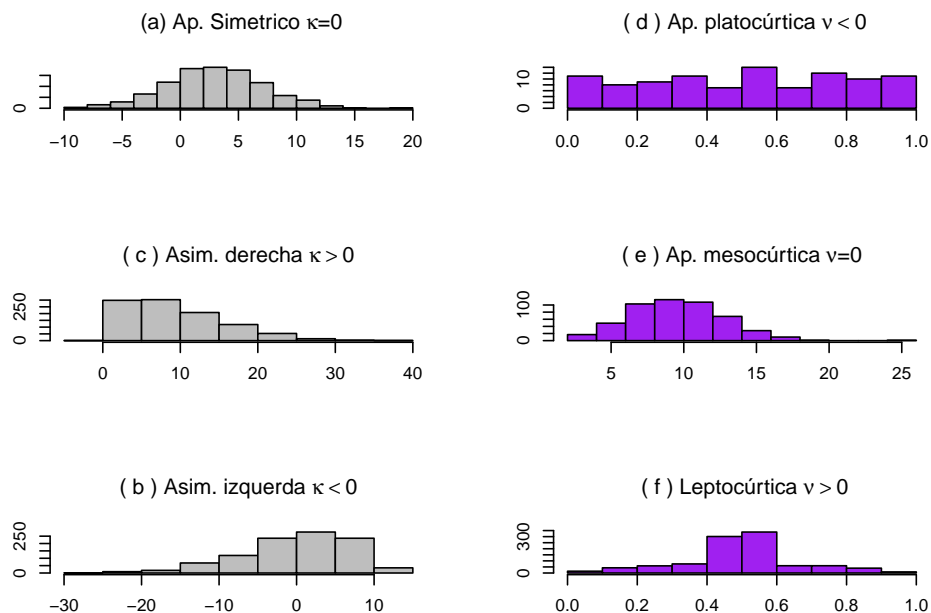 (a) Ap. Simetrico κ=0
0
−10 −5 0 5 10 15 20
( d ) Ap. platocúrtica ν < 0
0 10
0.0 0.2 0.4 0.6 0.8 1.0
( c ) Asim. derecha κ > 0
0 250
0 10 20 30 40
( e ) Ap. mesocúrtica ν=0
0 100
5 10 15 20 25
( b ) Asim. izquerda κ < 0
0 250
−30 −20 −10 0 10
( f ) Leptocúrtica ν > 0
0 300
0.0 0.2 0.4 0.6 0.8 1.0